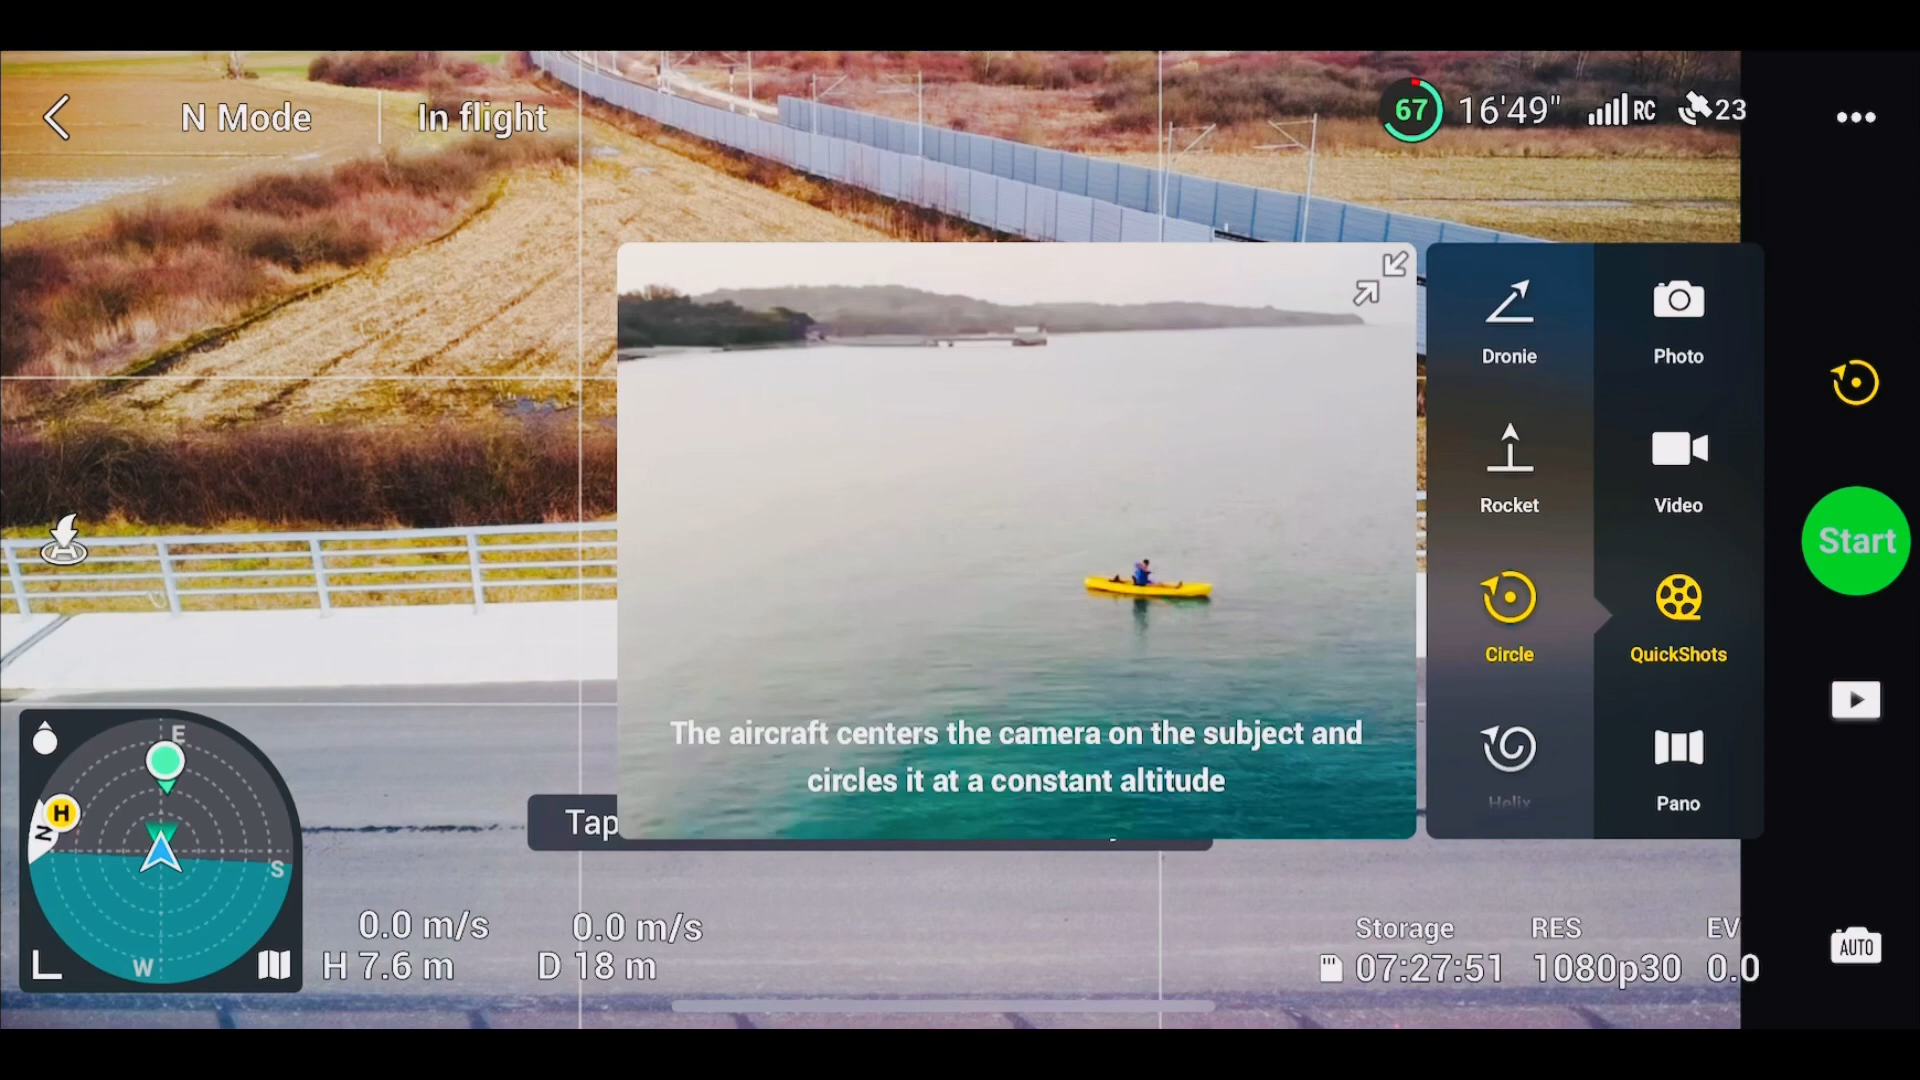 N Mode
In flight
67
16'49"
RC
23
Dronie
Photo
Rocket
Video
Start
Circle
QuickShots
The aircraft centers the camera on the subject and
circles it at a constant altitude
Helix
Pano
Tap
E
H
N
S
W
0.0 m/s
0.0 m/s
H 7.6 m
D 18 m
Storage
RES
EV
07:27:51
1080p30
0.0
AUTO